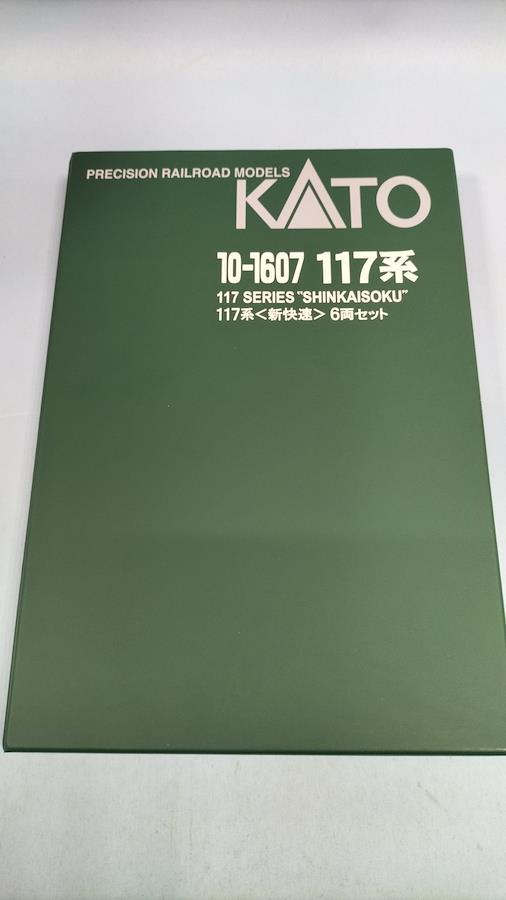 PRECISION RAILROAD MODELS
KATO
10-1607 117系
117 SERIES "SHINKAISOKU"
117系<新快速> 6両セット